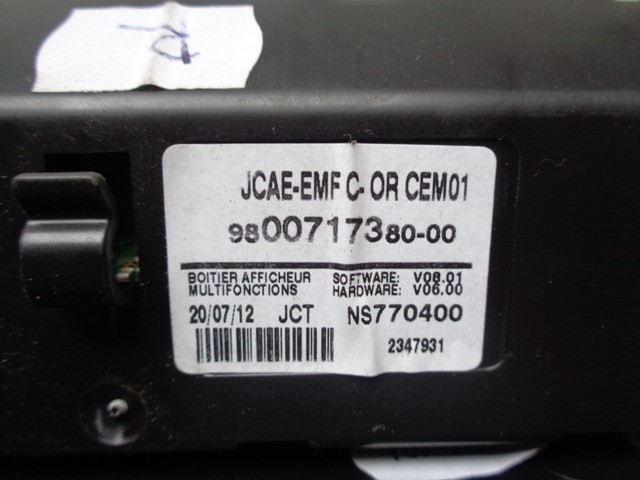 JCAE-EMF C- OR CEM01
9800717380-00
BOITIER AFFICHEUR SOFTWARE: V08.01
MULTIFONCTIONS HARDWARE: V06.00
20/07/12 JCT NS770400
2347931